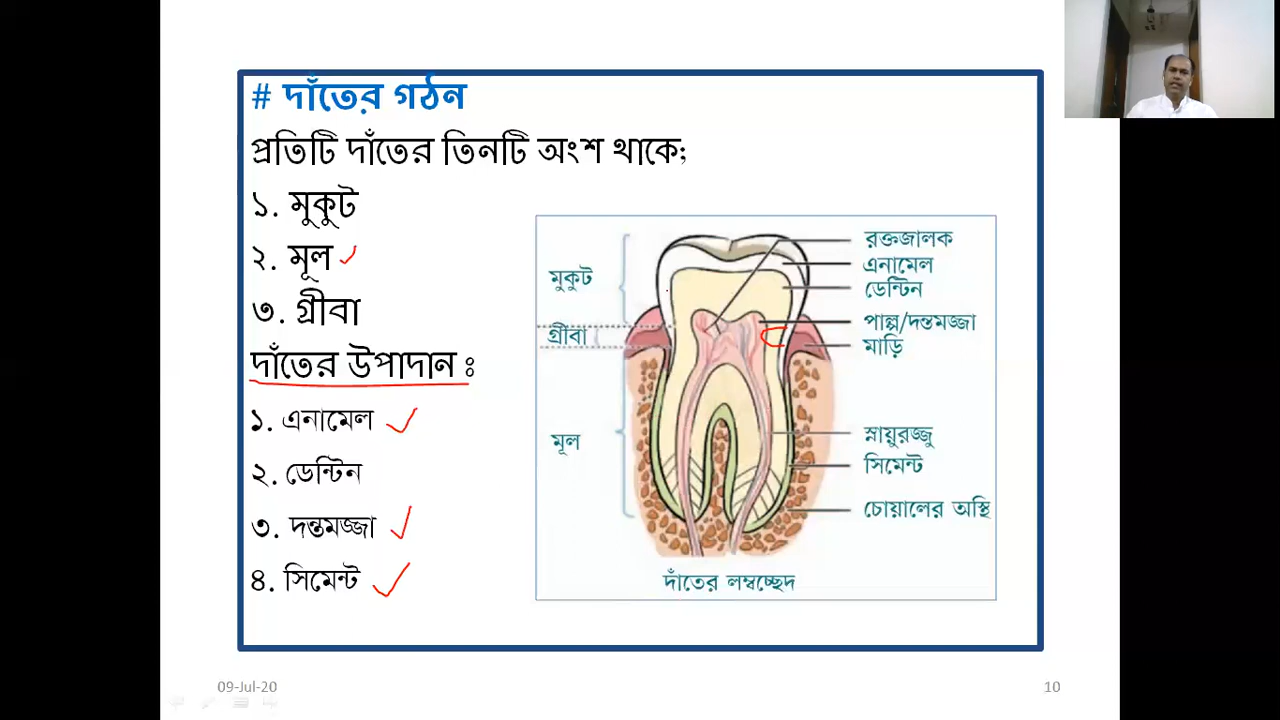 # দাঁতের গঠন
প্রতিটি দাঁতের তিনটি অংশ থাকে;
১. মুকুট
২. মূল
৩. গ্রীবা
দাঁতের উপাদান ঃ
১. এনামেল
২. ডেন্টিন
৩. দন্তমজ্জা
৪. সিমেন্ট
মুকুট
গ্রীবা
মূল
রক্তজালক
এনামেল
ডেন্টিন
পাল্প/দন্তমজ্জা
মাড়ি
স্নায়ুরজ্জু
সিমেন্ট
চোয়ালের অস্থি
দাঁতের লম্বচ্ছেদ
09-Jul-20
10